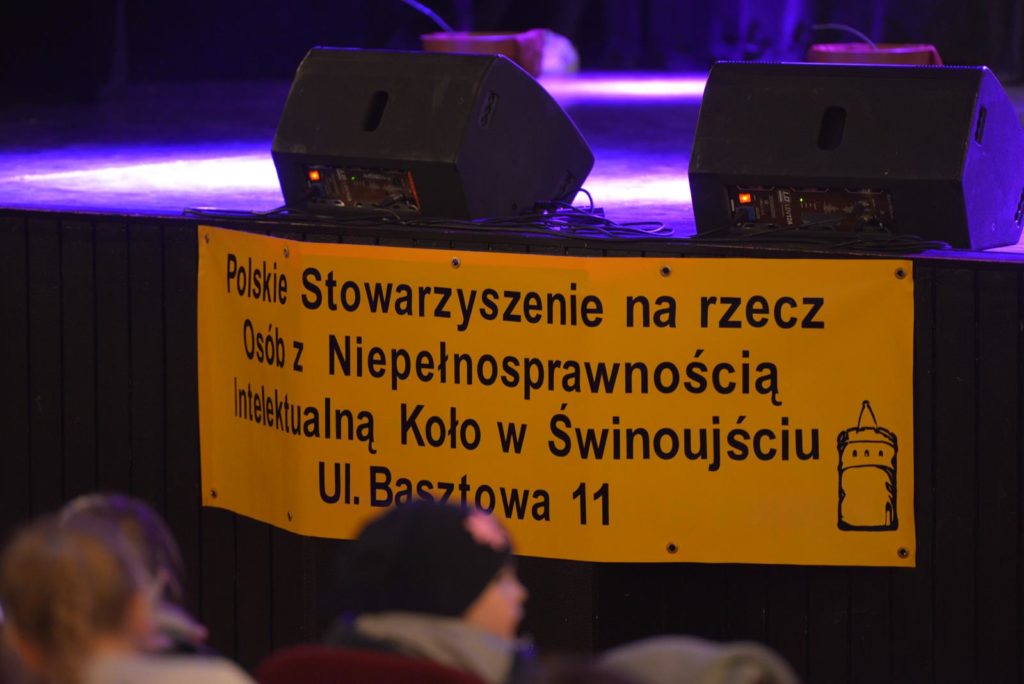 Polskie Stowarzyszenie na rzecz
Osób z Niepełnosprawnością
Intelektualną Koło w Świnoujściu
Ul. Basztowa 11